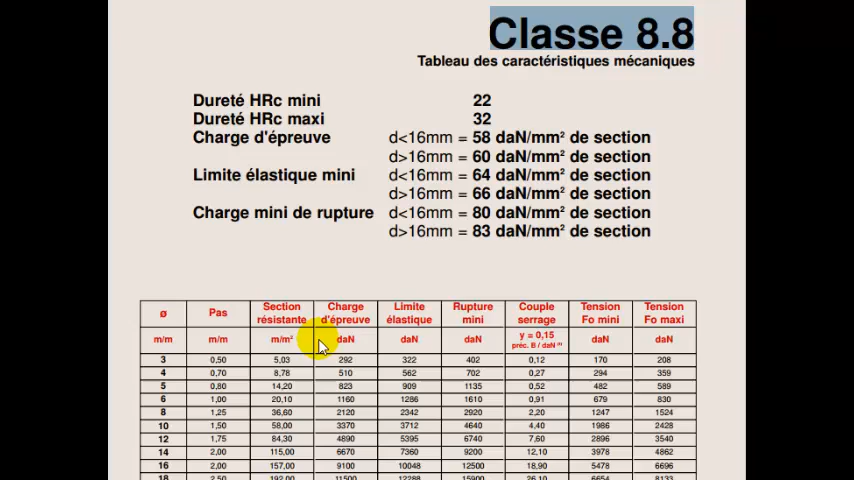 Classe 8.8
Tableau des caractéristiques mécaniques
Dureté HRc mini 22
Dureté HRc maxi 32
Charge d'épreuve d<16mm = 58 daN/mm² de section
d>16mm = 60 daN/mm² de section
Limite élastique mini d<16mm = 64 daN/mm² de section
d>16mm = 66 daN/mm² de section
Charge mini de rupture d<16mm = 80 daN/mm² de section
d>16mm = 83 daN/mm² de section
ø Pas Section résistante Charge d'épreuve Limite élastique Rupture mini Couple serrage Tension Fo mini Tension Fo maxi
m/m m/m m/m² daN daN daN y = 0,15 préc. B / daN daN daN
3 0,50 5,03 292 322 402 0,12 170 208
4 0,70 8,78 510 562 702 0,27 294 359
5 0,80 14,20 823 909 1135 0,52 482 589
6 1,00 20,10 1160 1286 1610 0,91 679 830
8 1,25 36,60 2120 2342 2920 2,20 1247 1524
10 1,50 58,00 3370 3712 4640 4,40 1986 2428
12 1,75 84,30 4890 5395 6740 7,60 2896 3540
14 2,00 115,00 6670 7360 9200 12,10 3978 4862
16 2,00 157,00 9100 10048 12500 18,90 5478 6696
18 2,50 192,00 11500 12288 15900 26,10 6654 8133